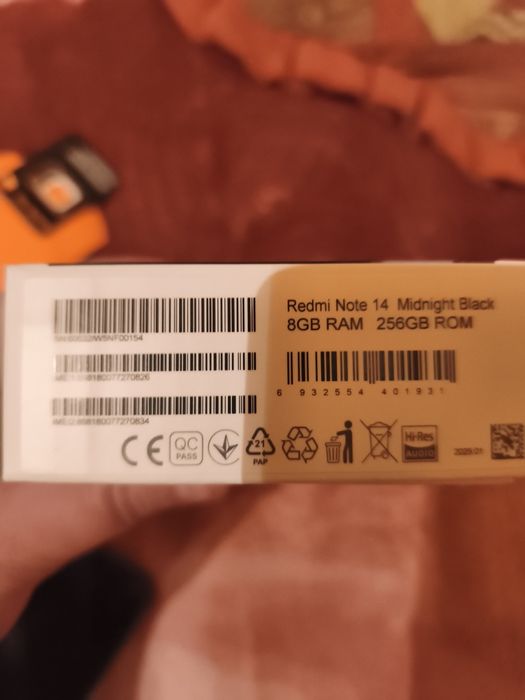 Redmi Note 14 Midnight Black
8GB RAM 256GB ROM
6 932554 401931
CE
QC
PASS
21
PAP
Hi-Res
AUDIO